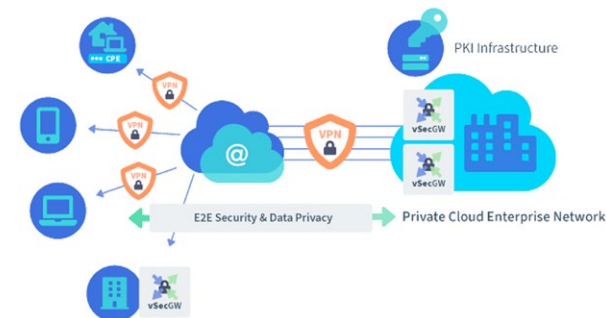 PKI Infrastructure
CPE
VPN
VPN
VPN
VPN
@
vSecGW
vSecGW
E2E Security & Data Privacy
Private Cloud Enterprise Network
vSecGW